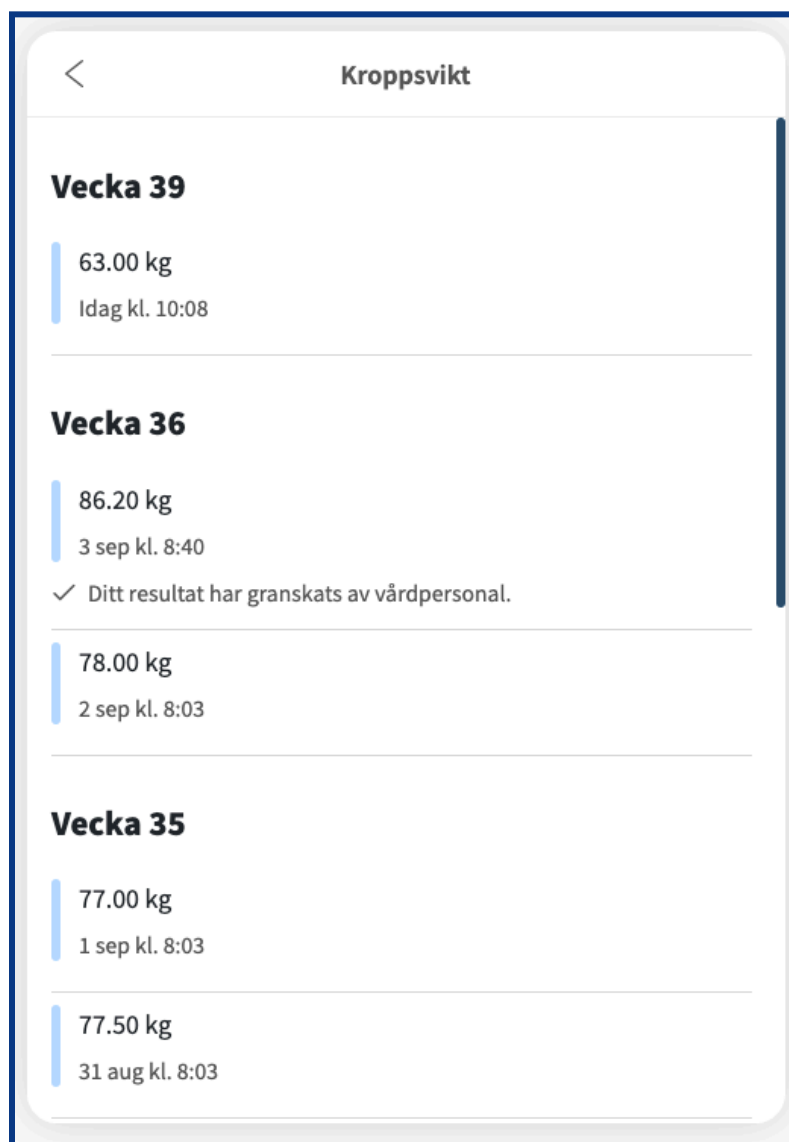 Kroppsvikt
Vecka 39
63.00 kg
Idag kl. 10:08
Vecka 36
86.20 kg
3 sep kl. 8:40
Ditt resultat har granskats av vårdpersonal.
78.00 kg
2 sep kl. 8:03
Vecka 35
77.00 kg
1 sep kl. 8:03
77.50 kg
31 aug kl. 8:03